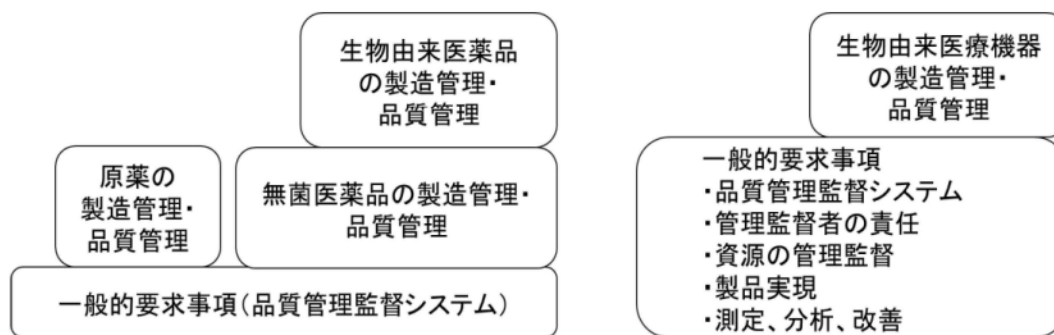 生物由来医薬品
の製造管理・
品質管理
原薬の
製造管理・
品質管理
無菌医薬品の製造管理・
品質管理
一般的要求事項（品質管理監督システム）
生物由来医療機器
の製造管理・
品質管理
一般的要求事項
・品質管理監督システム
・管理監督者の責任
・資源の管理監督
・製品実現
・測定、分析、改善